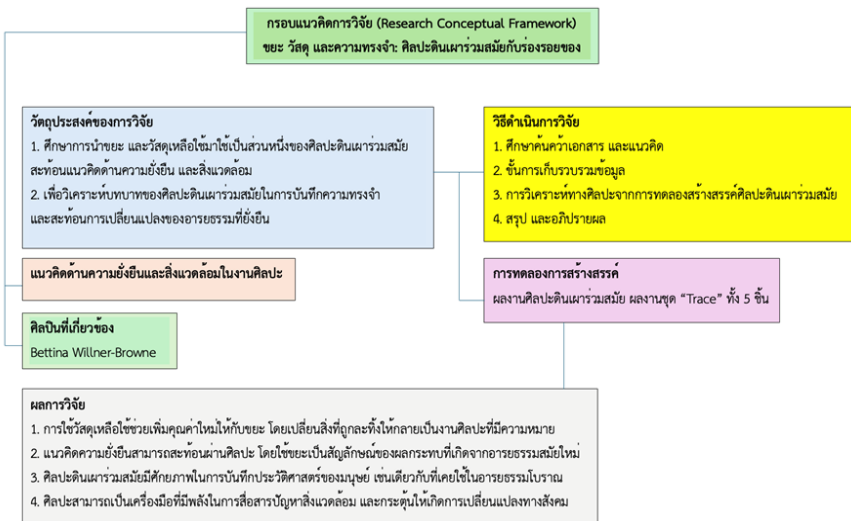 กรอบแนวคิดการวิจัย (Research Conceptual Framework)
ขยะ วัสดุ และความทรงจำ: ศิลปะดินเผาร่วมสมัยกับร่องรอยของ
วัตถุประสงค์ของการวิจัย
1. ศึกษาการนำขยะ และวัสดุเหลือใช้มาใช้เป็นส่วนหนึ่งของศิลปะดินเผาร่วมสมัย
สะท้อนแนวคิดด้านความยั่งยืน และสิ่งแวดล้อม
2. เพื่อวิเคราะห์บทบาทของศิลปะดินเผาร่วมสมัยในการบันทึกความทรงจำ
และสะท้อนการเปลี่ยนแปลงของอารยธรรมที่ยั่งยืน
วิธีดำเนินการวิจัย
1. ศึกษาค้นคว้าเอกสาร และแนวคิด
2. ขั้นการเก็บรวบรวมข้อมูล
3. การวิเคราะห์ทางศิลปะจากการทดลองสร้างสรรค์ศิลปะดินเผาร่วมสมัย
4. สรุป และอภิปรายผล
แนวคิดด้านความยั่งยืนและสิ่งแวดล้อมในงานศิลปะ
การทดลองการสร้างสรรค์
ผลงานศิลปะดินเผาร่วมสมัย ผลงานชุด “Trace” ทั้ง 5 ชิ้น
ศิลปินที่เกี่ยวข้อง
Bettina Willner-Browne
ผลการวิจัย
1. การใช้วัสดุเหลือใช้ช่วยเพิ่มคุณค่าใหม่ให้กับขยะ โดยเปลี่ยนสิ่งที่ถูกละทิ้งให้กลายเป็นงานศิลปะที่มีความหมาย
2. แนวคิดความยั่งยืนสามารถสะท้อนผ่านศิลปะ โดยใช้ขยะเป็นสัญลักษณ์ของผลกระทบที่เกิดจากอารยธรรมสมัยใหม่
3. ศิลปะดินเผาร่วมสมัยมีศักยภาพในการบันทึกประวัติศาสตร์ของมนุษย์ เช่นเดียวกับที่เคยใช้ในอารยธรรมโบราณ
4. ศิลปะสามารถเป็นเครื่องมือที่มีพลังในการสื่อสารปัญหาสิ่งแวดล้อม และกระตุ้นให้เกิดการเปลี่ยนแปลงทางสังคม